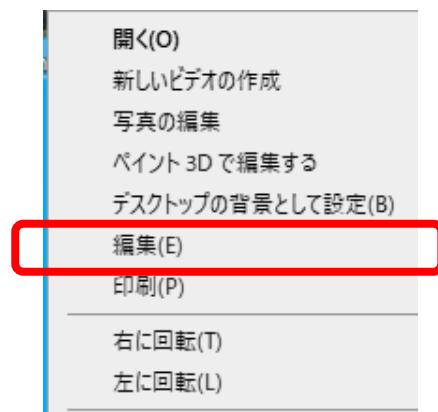 開く(O)
新しいビデオの作成
写真の編集
ペイント 3D で編集する
デスクトップの背景として設定(B)
編集(E)
印刷(P)
右に回転(T)
左に回転(L)